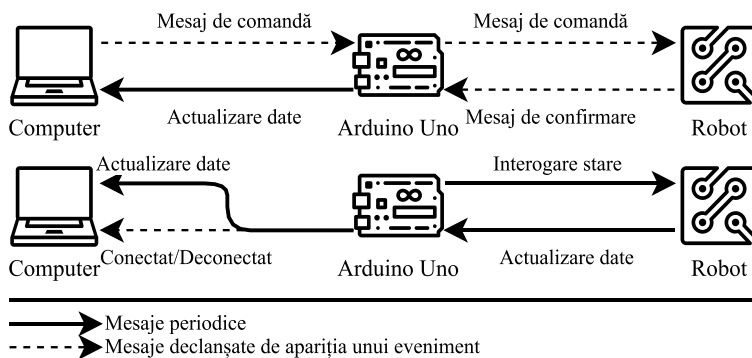 Mesaj de comandă
Mesaj de comandă
Actualizare date
Mesaj de confirmare
Computer
Arduino Uno
Robot
Actualizare date
Interogare stare
Conectat/Deconectat
Actualizare date
Computer
Arduino Uno
Robot
Mesaje periodice
Mesaje declanșate de apariția unui eveniment